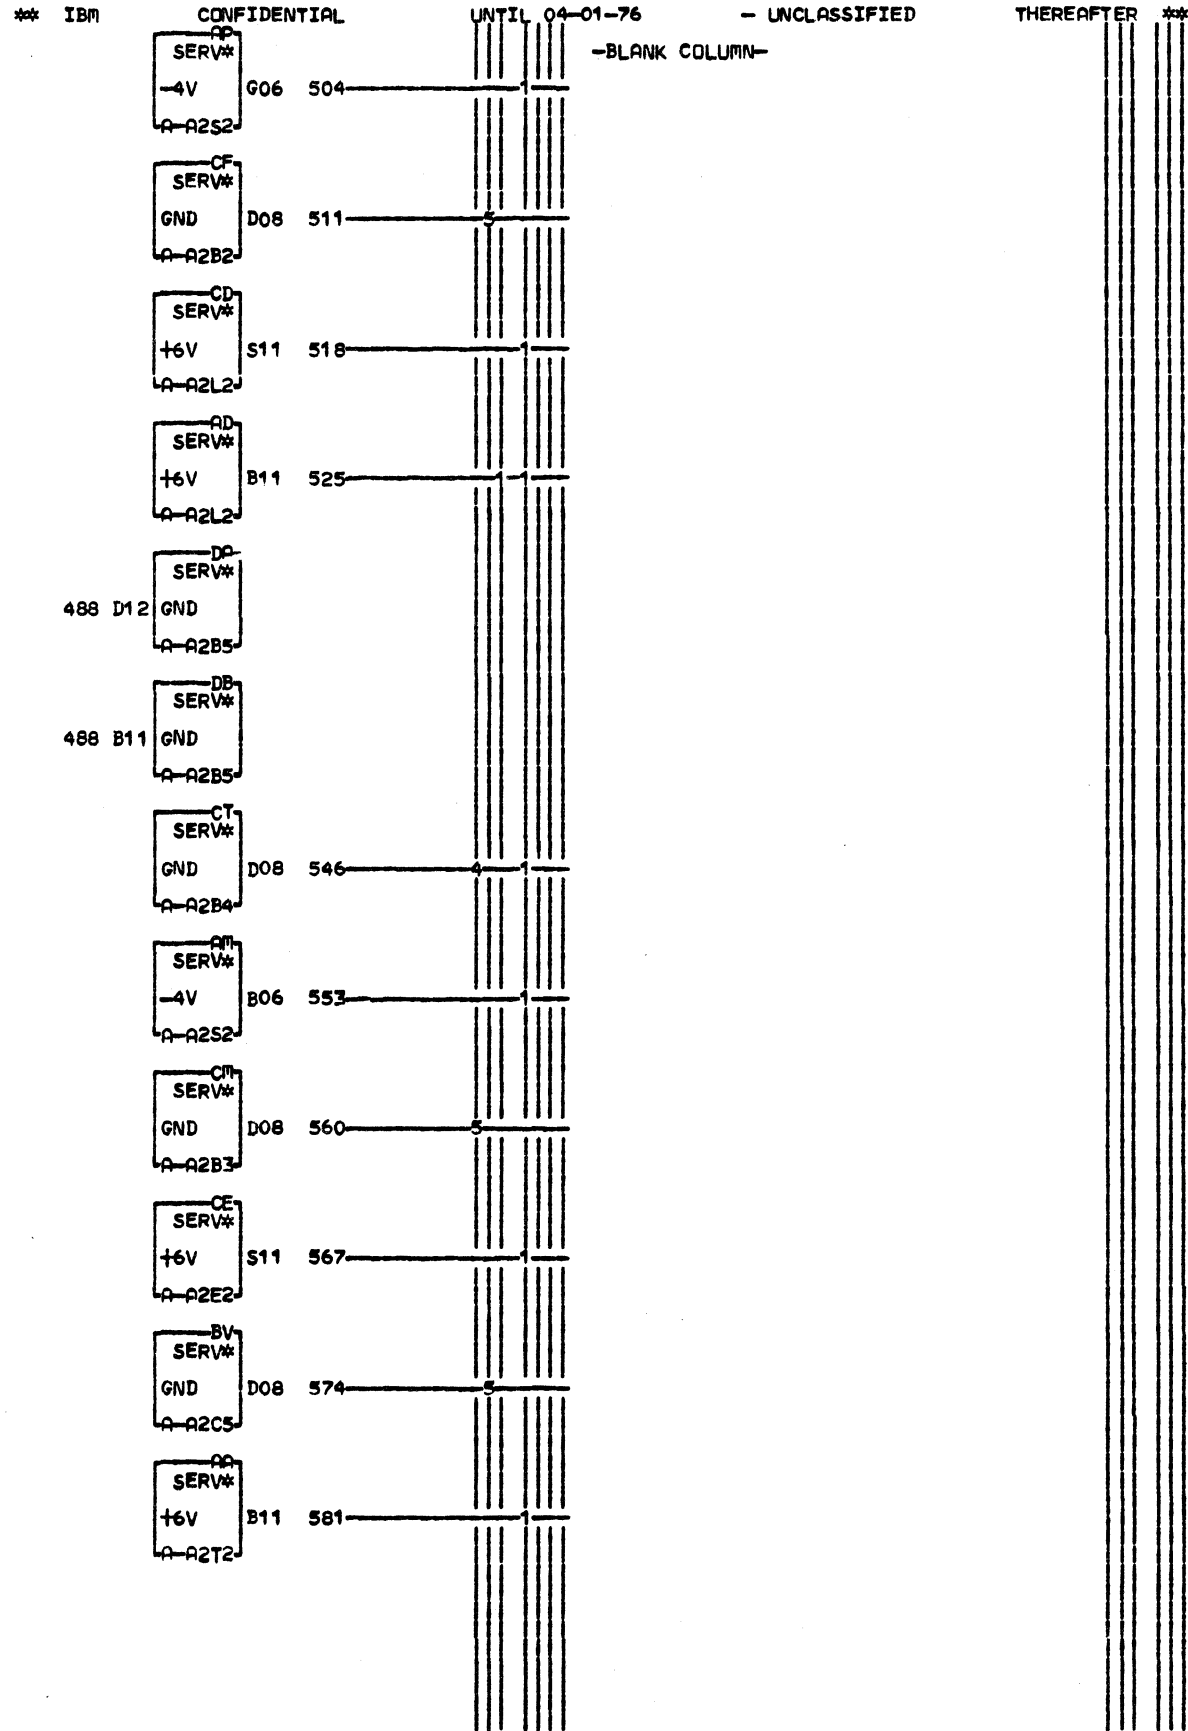 ** IBM CONFIDENTIAL UNTIL 04-01-76 - UNCLASSIFIED THEREAFTER **
-BLANK COLUMN-
AP
SERV*
-4V G06 504 1
A-A2S2
CF
SERV*
GND D08 511 5
A-A2B2
CD
SERV*
+6V S11 518 1
A-A2L2
AD
SERV*
+6V B11 525 1 1
A-A2L2
DA
SERV*
488 D12 GND
A-A2B5
DB
SERV*
488 B11 GND
A-A2B5
CT
SERV*
GND D08 546 4 1
A-A2B4
AM
SERV*
-4V B06 553 1
A-A2S2
CM
SERV*
GND D08 560 5
A-A2B3
CE
SERV*
+6V S11 567 1
A-A2E2
BV
SERV*
GND D08 574 5
A-A2C5
AA
SERV*
+6V B11 581 1
A-A2T2